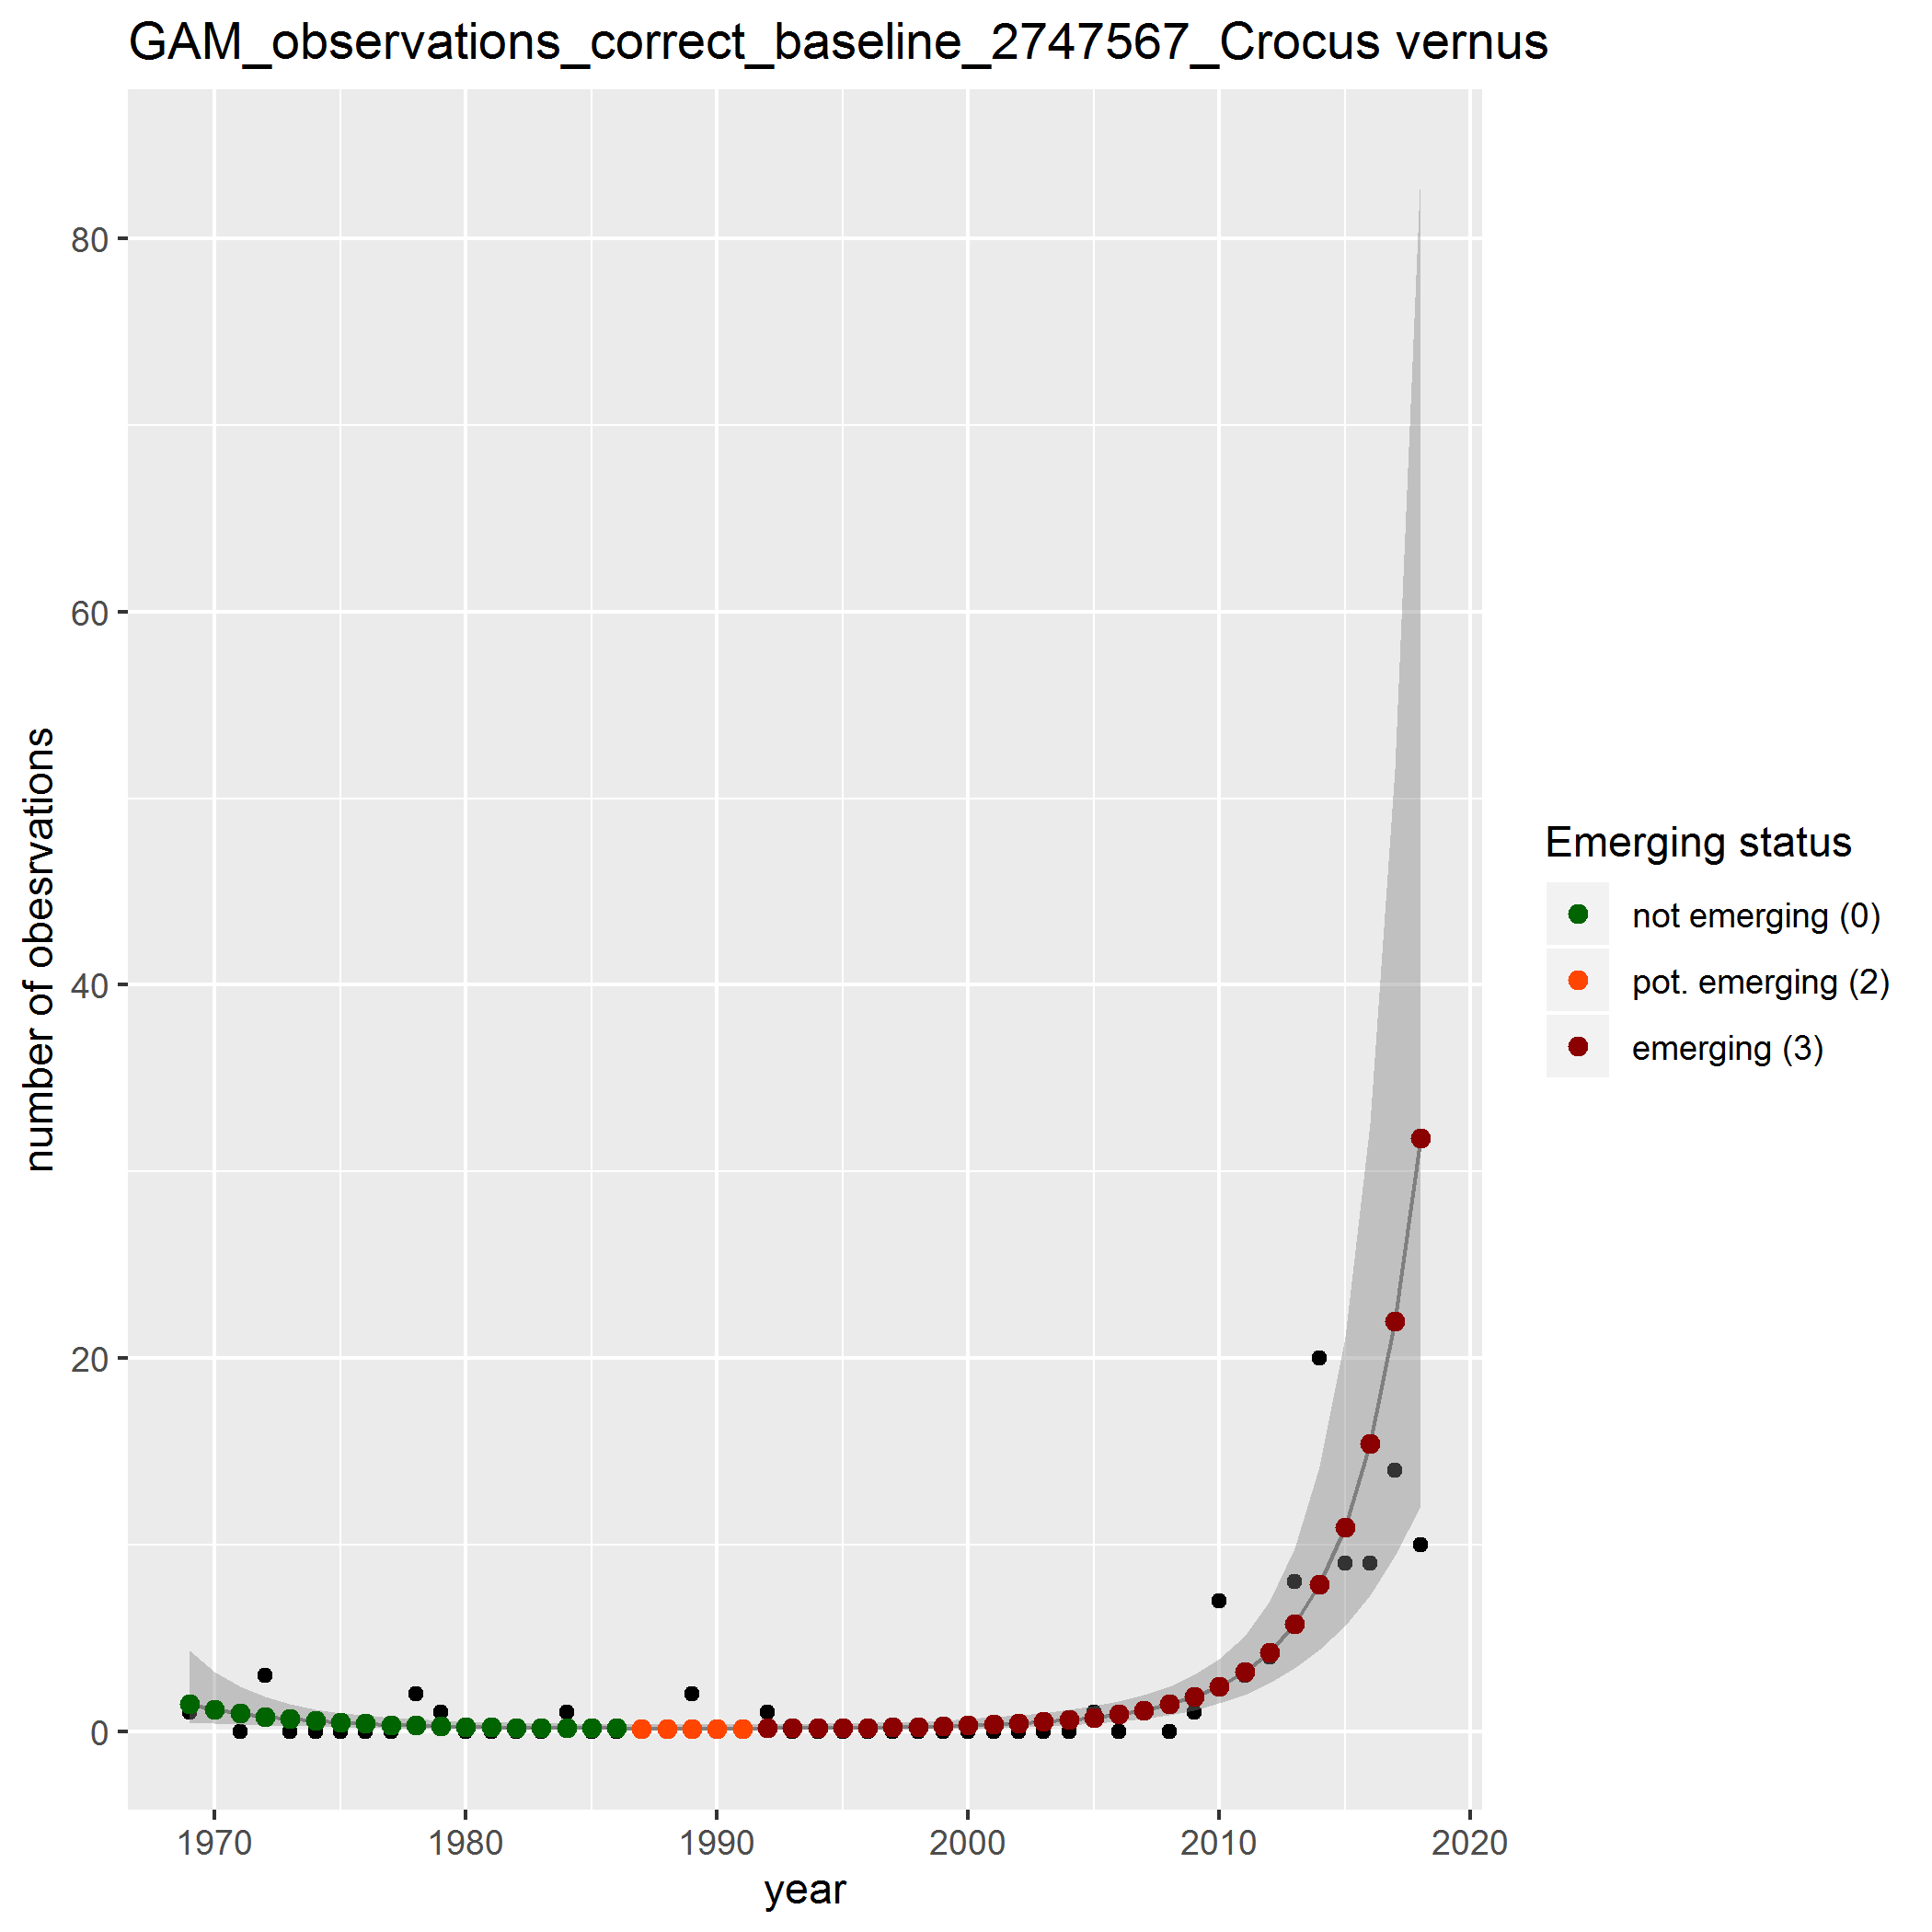 GAM_observations_correct_baseline_2747567_Crocus vernus
number of obesrvations
80
60
40
20
0
1970 1980 1990 2000 2010 2020
year
Emerging status
not emerging (0)
pot. emerging (2)
emerging (3)